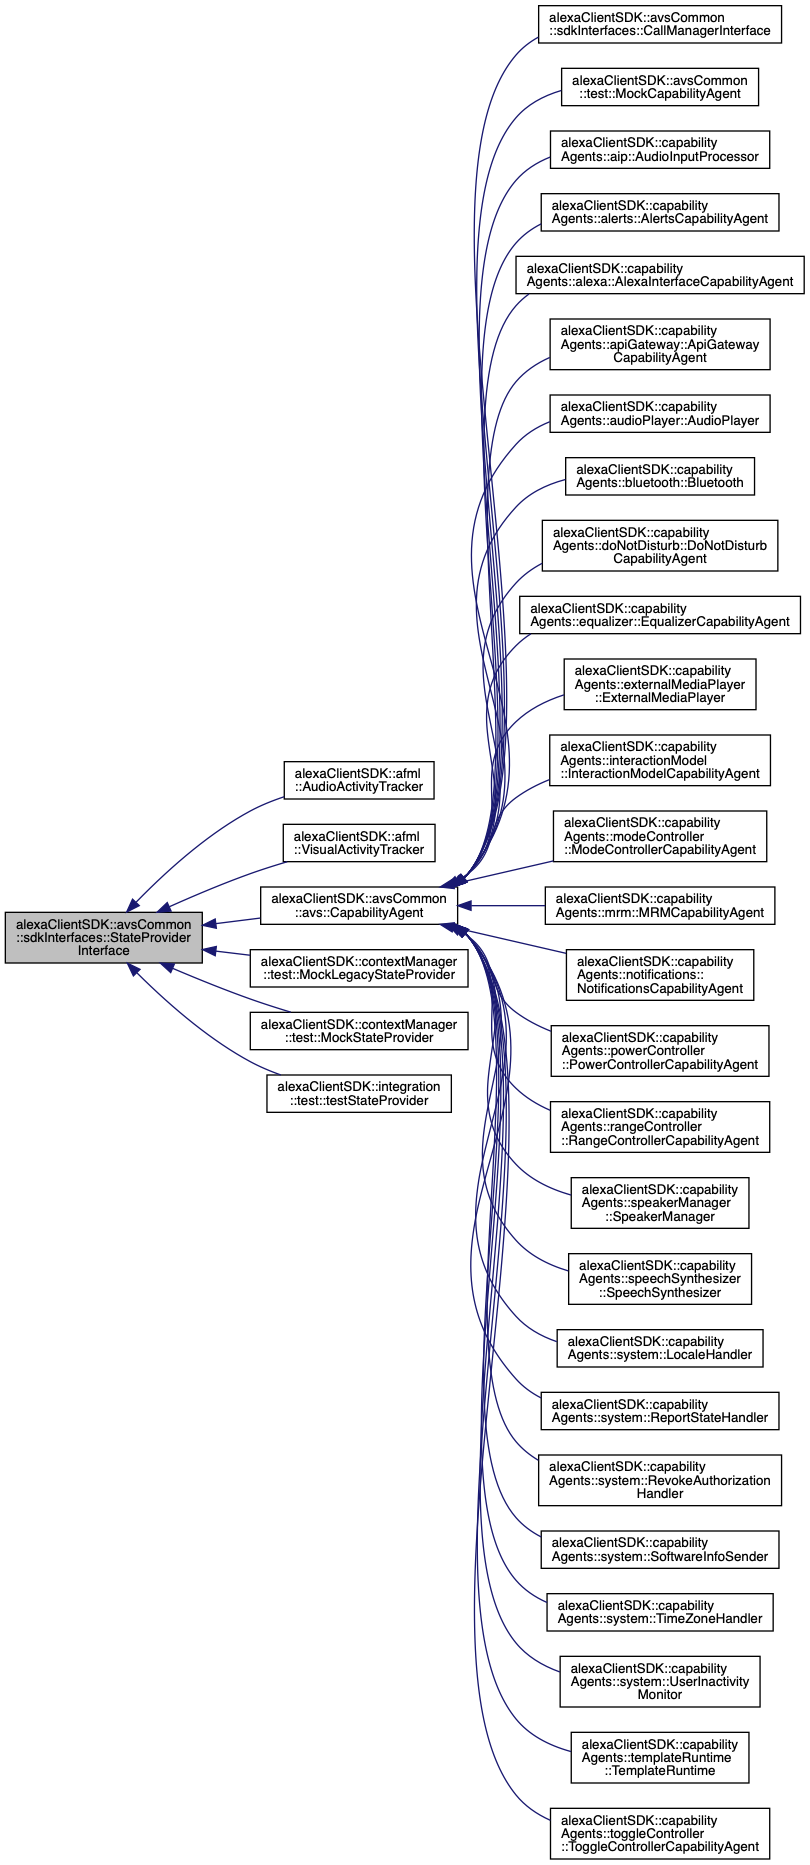 alexaClientSDK::avsCommon
::sdkInterfaces::CallManagerInterface
alexaClientSDK::avsCommon
::test::MockCapabilityAgent
alexaClientSDK::capability
Agents::aip::AudioInputProcessor
alexaClientSDK::capability
Agents::alerts::AlertsCapabilityAgent
alexaClientSDK::capability
Agents::alexa::AlexaInterfaceCapabilityAgent
alexaClientSDK::capability
Agents::apiGateway::ApiGateway
CapabilityAgent
alexaClientSDK::capability
Agents::audioPlayer::AudioPlayer
alexaClientSDK::capability
Agents::bluetooth::Bluetooth
alexaClientSDK::capability
Agents::doNotDisturb::DoNotDisturb
CapabilityAgent
alexaClientSDK::capability
Agents::equalizer::EqualizerCapabilityAgent
alexaClientSDK::capability
Agents::externalMediaPlayer
::ExternalMediaPlayer
alexaClientSDK::capability
Agents::interactionModel
::InteractionModelCapabilityAgent
alexaClientSDK::afml
::AudioActivityTracker
alexaClientSDK::afml
::VisualActivityTracker
alexaClientSDK::capability
Agents::modeController
::ModeControllerCapabilityAgent
alexaClientSDK::avsCommon
::avs::CapabilityAgent
alexaClientSDK::capability
Agents::mrm::MRMCapabilityAgent
alexaClientSDK::avsCommon
::sdkInterfaces::StateProvider
Interface
alexaClientSDK::contextManager
::test::MockLegacyStateProvider
alexaClientSDK::capability
Agents::notifications::
NotificationsCapabilityAgent
alexaClientSDK::contextManager
::test::MockStateProvider
alexaClientSDK::capability
Agents::powerController
::PowerControllerCapabilityAgent
alexaClientSDK::integration
::test::testStateProvider
alexaClientSDK::capability
Agents::rangeController
::RangeControllerCapabilityAgent
alexaClientSDK::capability
Agents::speakerManager
::SpeakerManager
alexaClientSDK::capability
Agents::speechSynthesizer
::SpeechSynthesizer
alexaClientSDK::capability
Agents::system::LocaleHandler
alexaClientSDK::capability
Agents::system::ReportStateHandler
alexaClientSDK::capability
Agents::system::RevokeAuthorization
Handler
alexaClientSDK::capability
Agents::system::SoftwareInfoSender
alexaClientSDK::capability
Agents::system::TimeZoneHandler
alexaClientSDK::capability
Agents::system::UserInactivity
Monitor
alexaClientSDK::capability
Agents::templateRuntime
::TemplateRuntime
alexaClientSDK::capability
Agents::toggleController
::ToggleControllerCapabilityAgent